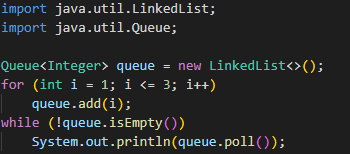 import java.util.LinkedList;
import java.util.Queue;

Queue<Integer> queue = new LinkedList<>();
for (int i = 1; i <= 3; i++)
    queue.add(i);
while (!queue.isEmpty())
    System.out.println(queue.poll());